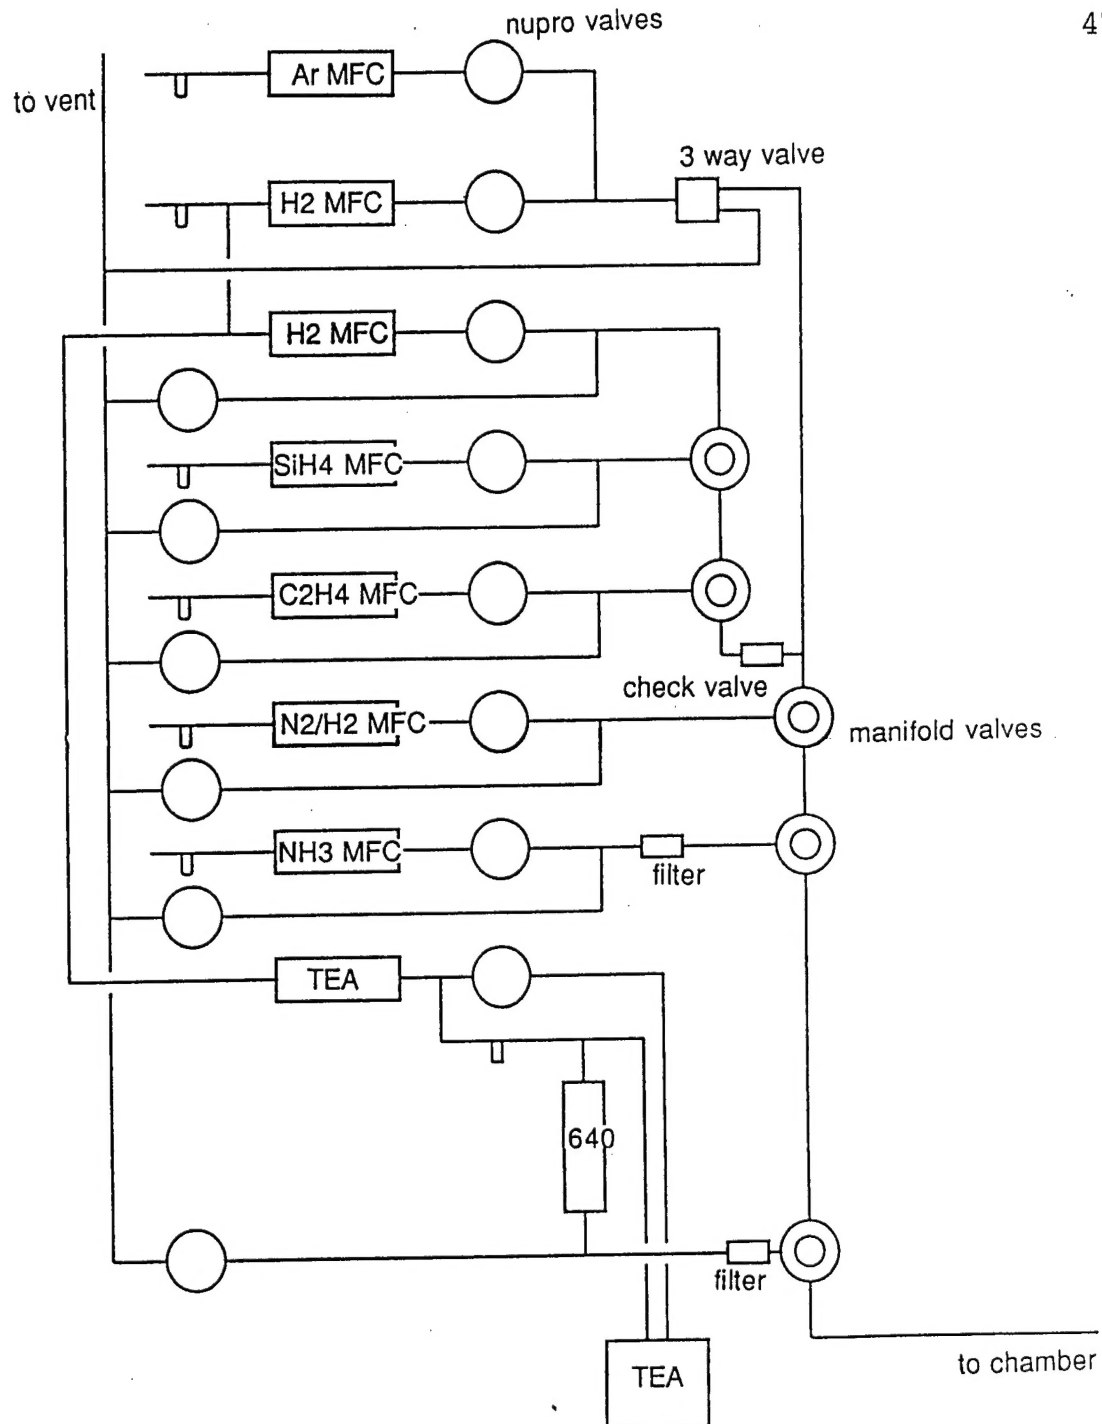 nupro valves
Ar MFC
to vent
3 way valve
H2 MFC
H2 MFC
SiH4 MFC
C2H4 MFC
check valve
N2/H2 MFC
manifold valves
NH3 MFC
filter
TEA
640
filter
to chamber
TEA